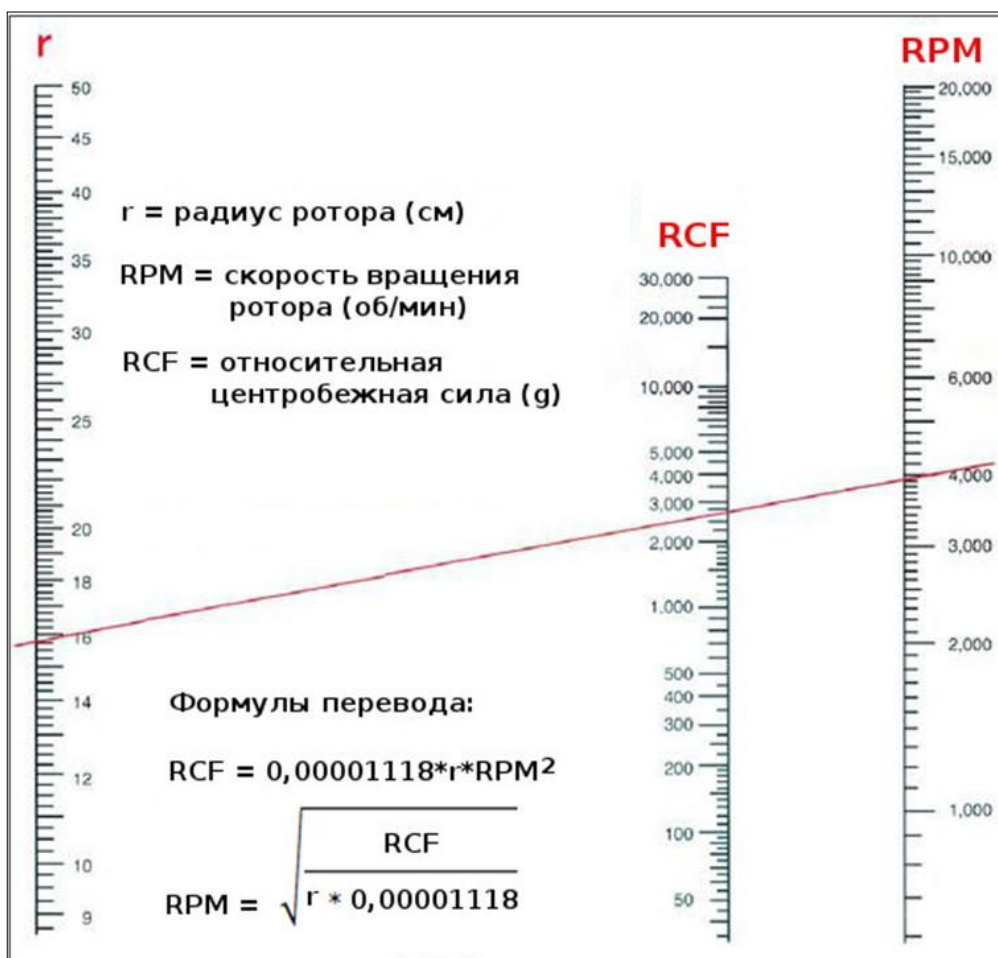 r
RPM
50
45
40
35
30
25
20
18
16
14
12
10
9
r = радиус ротора (см)
RPM = скорость вращения
ротора (об/мин)
RCF = относительная
центробежная сила (g)
RCF
30,000
20,000
10,000
5,000
4,000
3,000
2,000
1,000
500
400
300
200
100
50
20,000
15,000
10,000
6,000
4,000
3,000
2,000
1,000
Формулы перевода:
RCF = 0,00001118*r*RPM²
RCF
RPM = √
r * 0,00001118